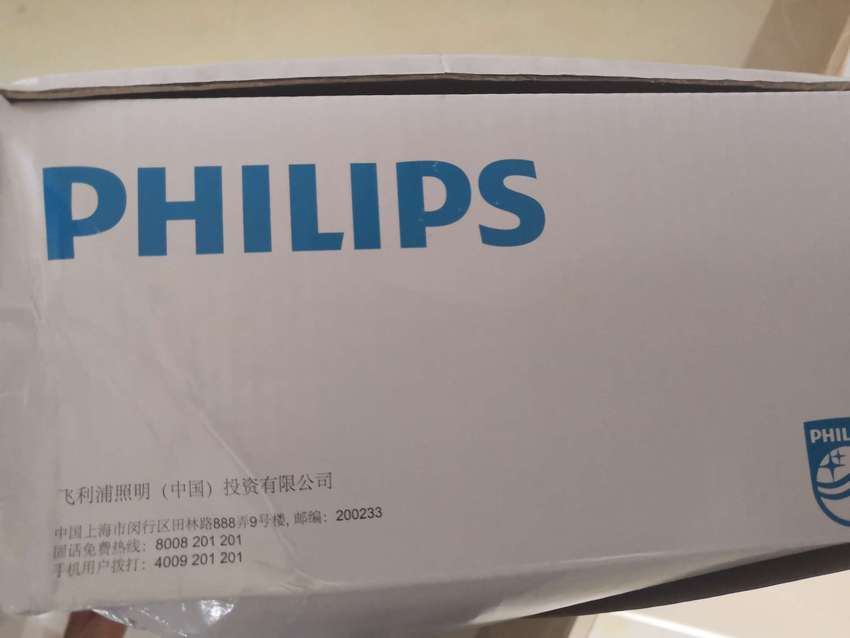 PHILIPS
飞利浦照明（中国）投资有限公司
中国上海市闵行区田林路888弄9号楼, 邮编：200233
固话免费热线：8008 201 201
手机用户拨打：4009 201 201